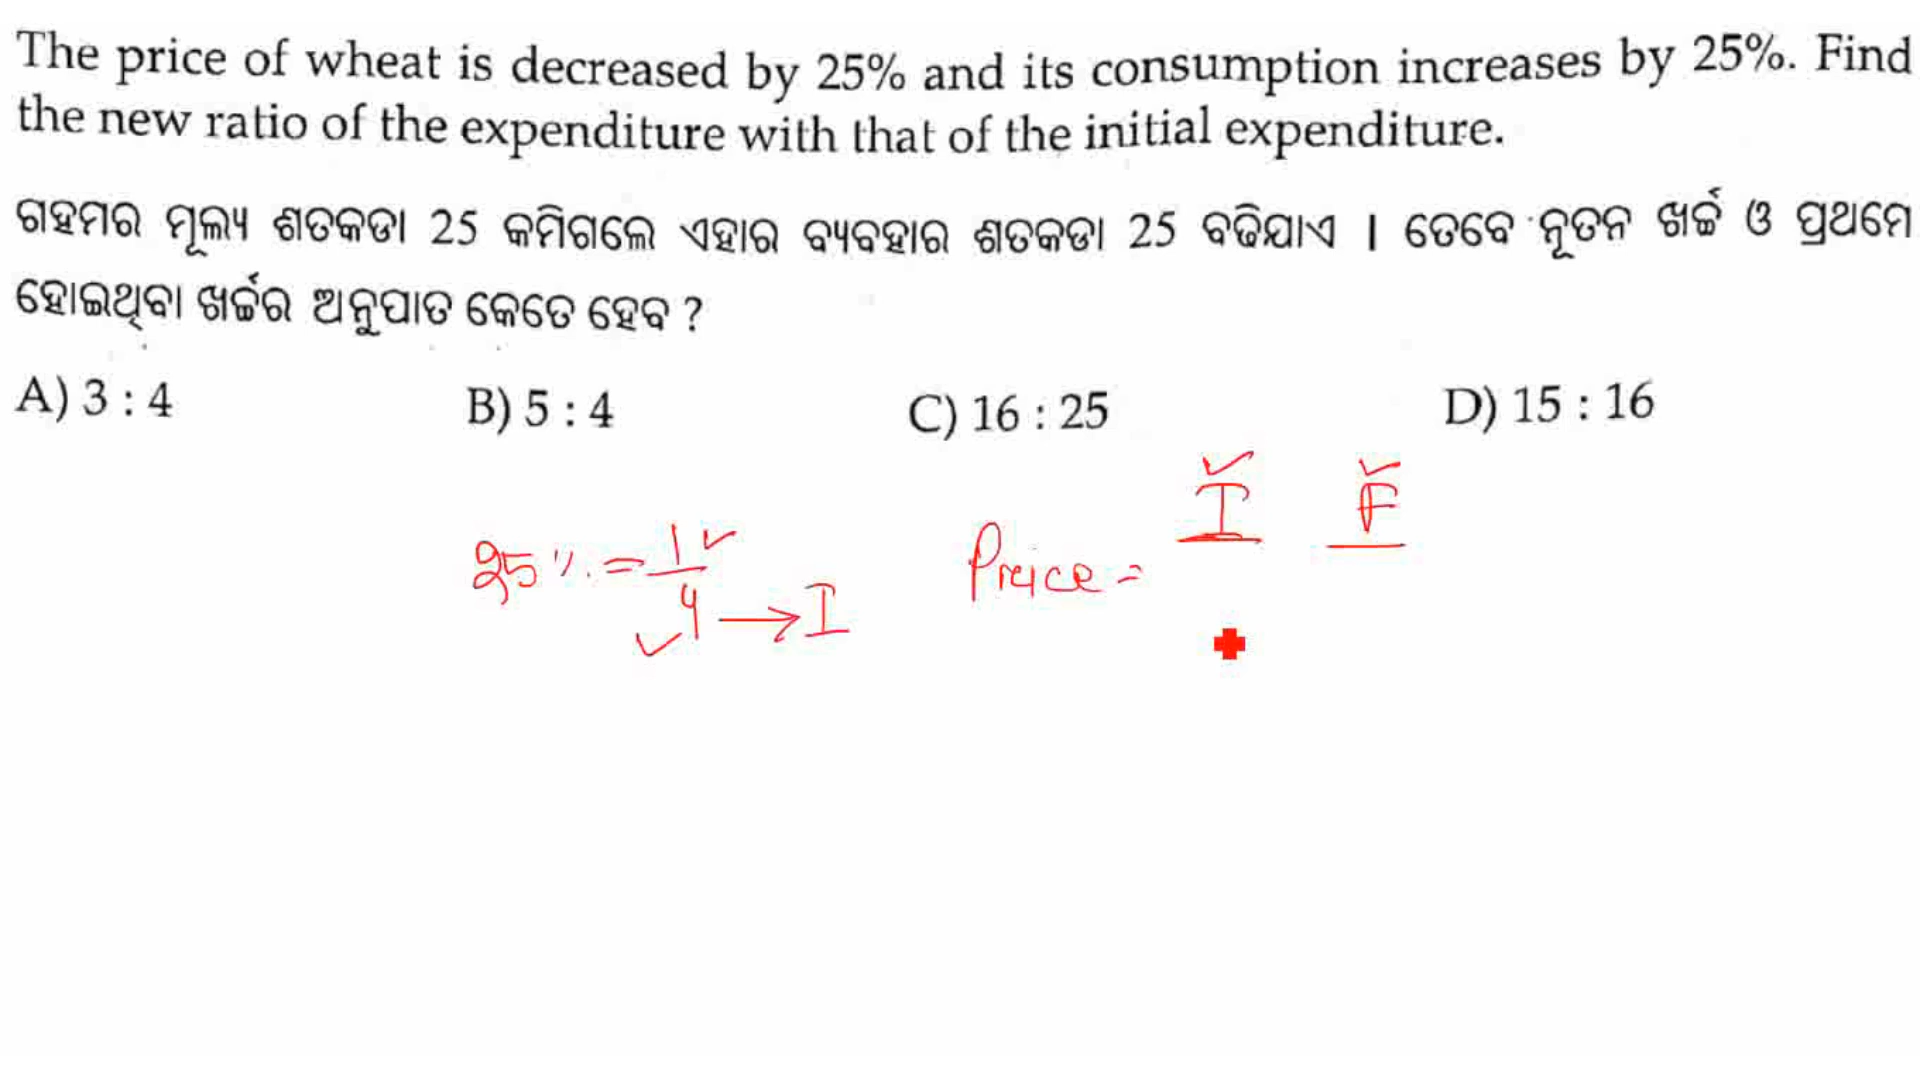 The price of wheat is decreased by 25% and its consumption increases by 25%. Find
the new ratio of the expenditure with that of the initial expenditure.
ଗହମର ମୂଲ୍ୟ ଶତକଡା 25 କମିଗଲେ ଏହାର ବ୍ୟବହାର ଶତକଡା 25 ବଢିଯାଏ । ତେବେ ନୂତନ ଖର୍ଚ୍ଚ ଓ ପ୍ରଥମେ
ହୋଇଥିବା ଖର୍ଚ୍ଚର ଅନୁପାତ କେତେ ହେବ ?
A) 3 : 4 B) 5 : 4 C) 16 : 25 D) 15 : 16
I F
25% = 1/4 → I
Price =